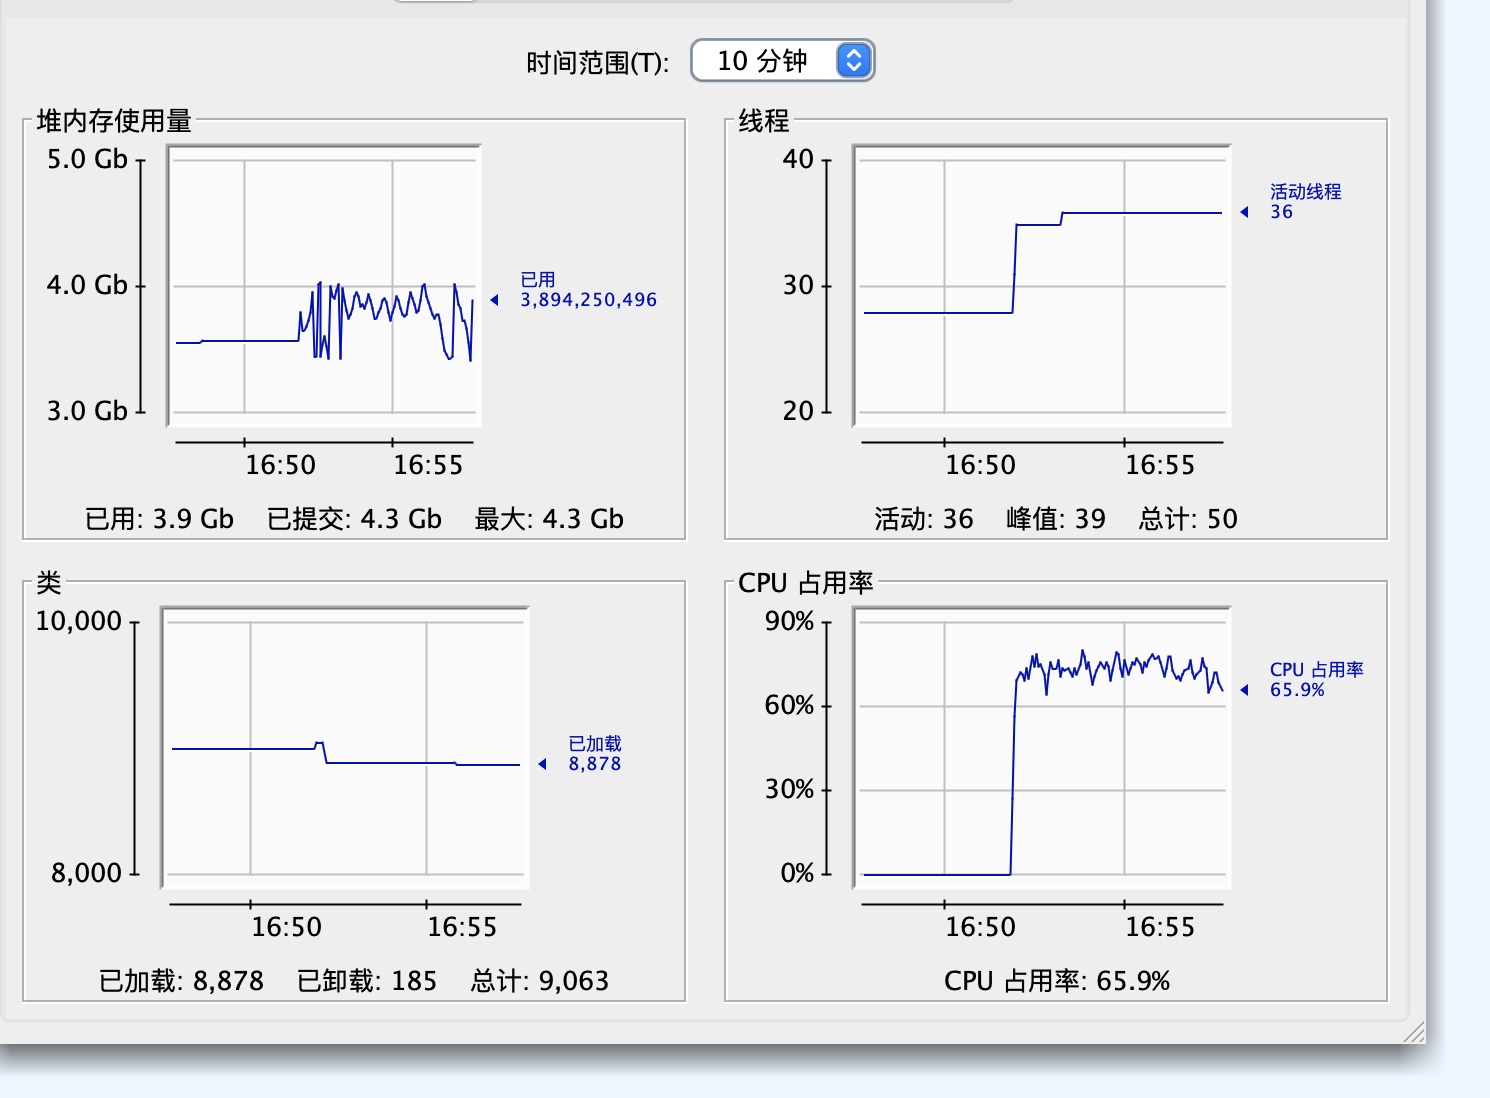 时间范围(T): 10 分钟
堆内存使用量
5.0 Gb
4.0 Gb
3.0 Gb
已用
3,894,250,496
16:50 16:55
已用: 3.9 Gb 已提交: 4.3 Gb 最大: 4.3 Gb
线程
40
30
20
活动线程
36
16:50 16:55
活动: 36 峰值: 39 总计: 50
类
10,000
8,000
已加载
8,878
16:50 16:55
已加载: 8,878 已卸载: 185 总计: 9,063
CPU 占用率
90%
60%
30%
0%
CPU 占用率
65.9%
16:50 16:55
CPU 占用率: 65.9%